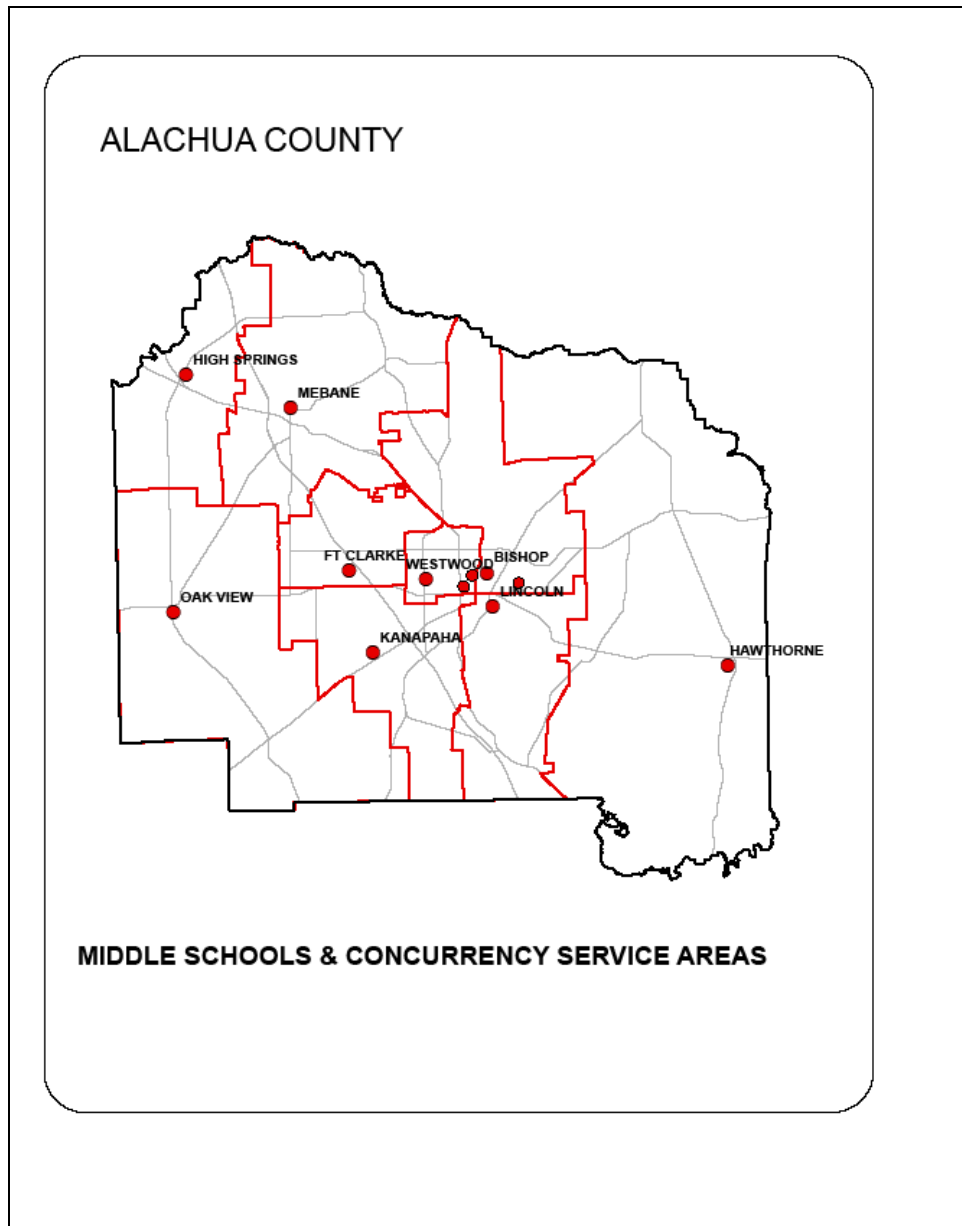 ALACHUA COUNTY
HIGH SPRINGS
MEBANE
FT CLARKE
WESTWOOD
BISHOP
OAK VIEW
LINCOLN
KANAPAHA
HAWTHORNE
MIDDLE SCHOOLS & CONCURRENCY SERVICE AREAS